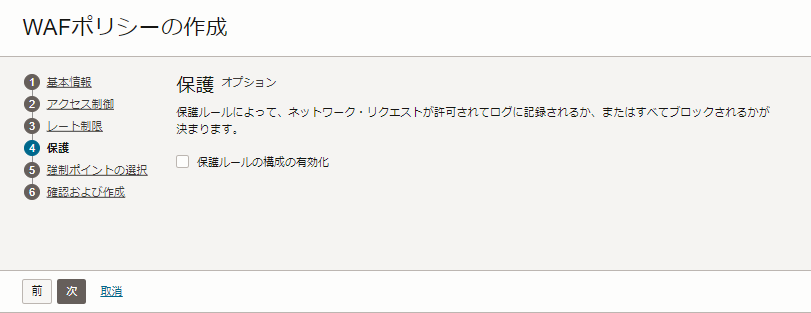 WAFポリシーの作成
1 基本情報
2 アクセス制御
3 レート制限
4 保護
5 強制ポイントの選択
6 確認および作成
保護 オプション
保護ルールによって、ネットワーク・リクエストが許可されてログに記録されるか、またはすべてブロックされるかが
決まります。
保護ルールの構成の有効化
前 次 取消